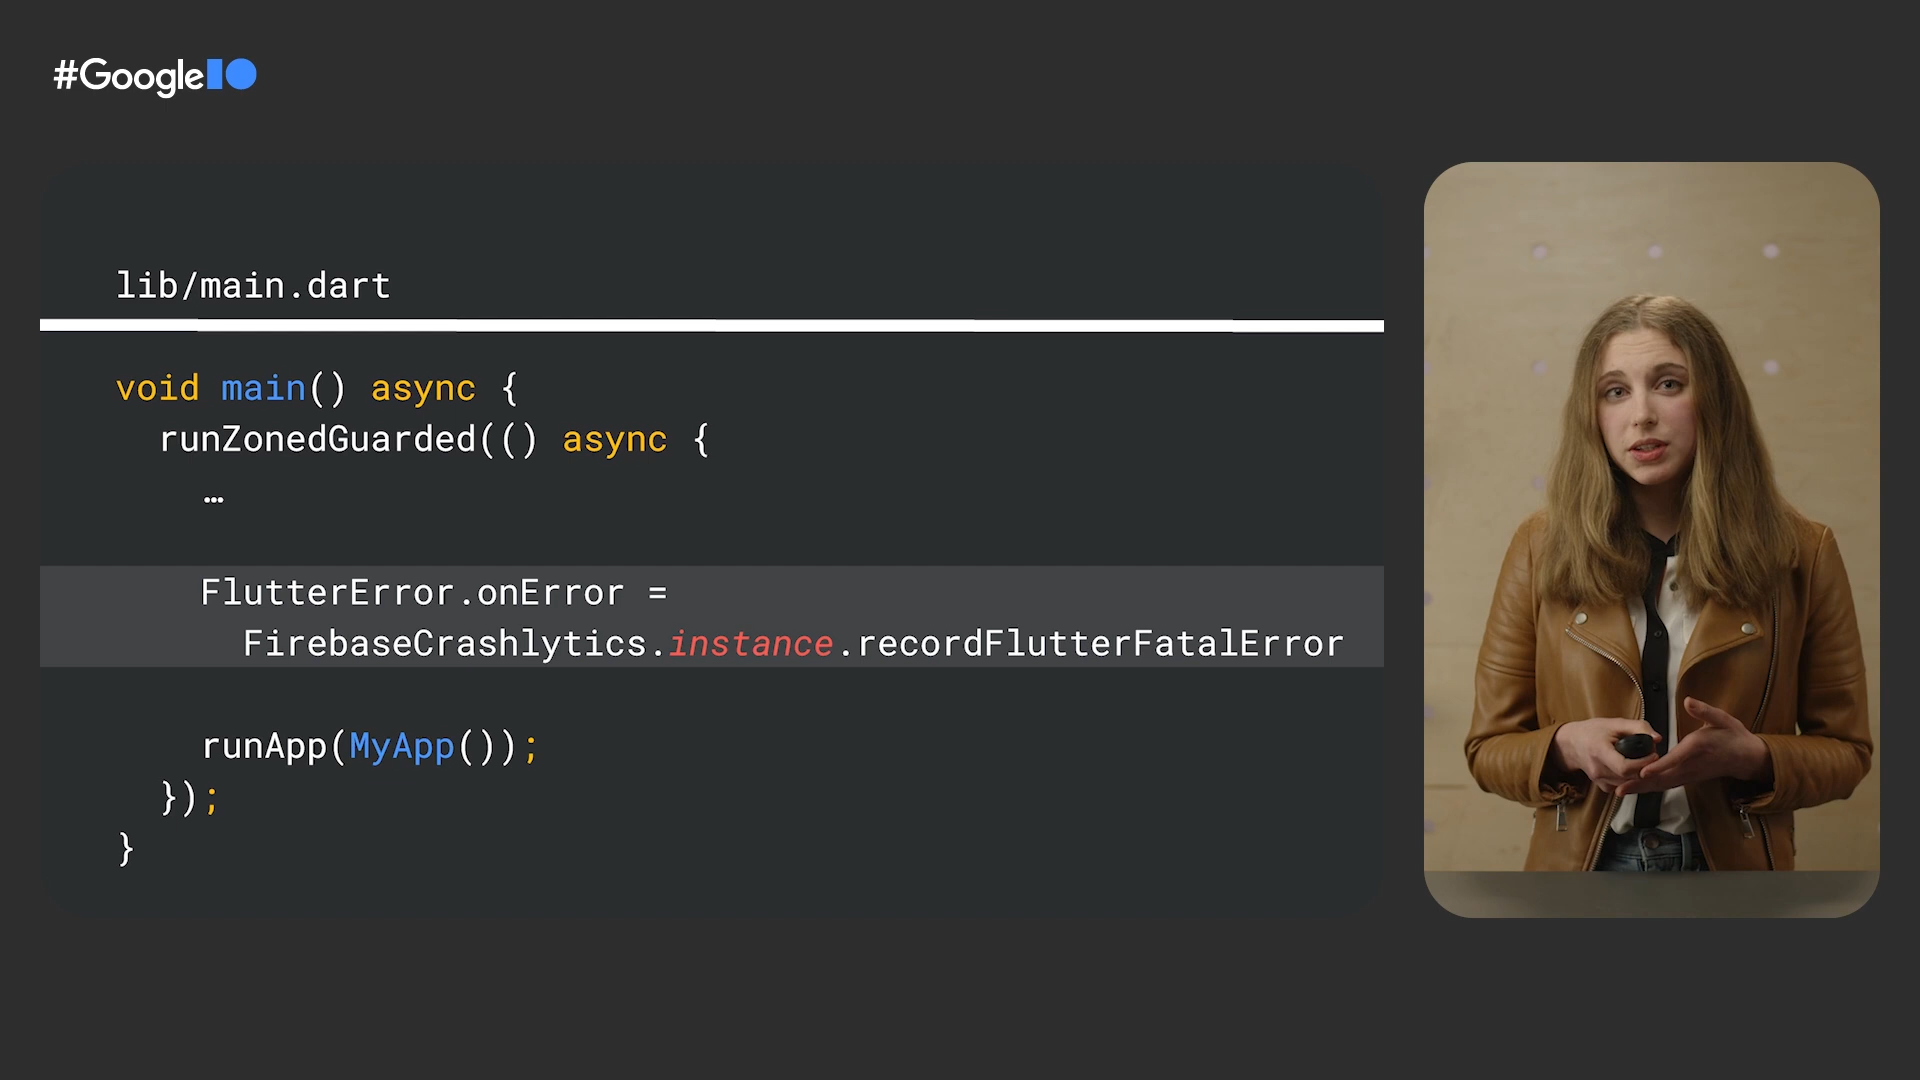 #GoogleIO
lib/main.dart
void main() async {
runZonedGuarded(() async {
…
FlutterError.onError =
FirebaseCrashlytics.instance.recordFlutterFatalError
runApp(MyApp());
});
}